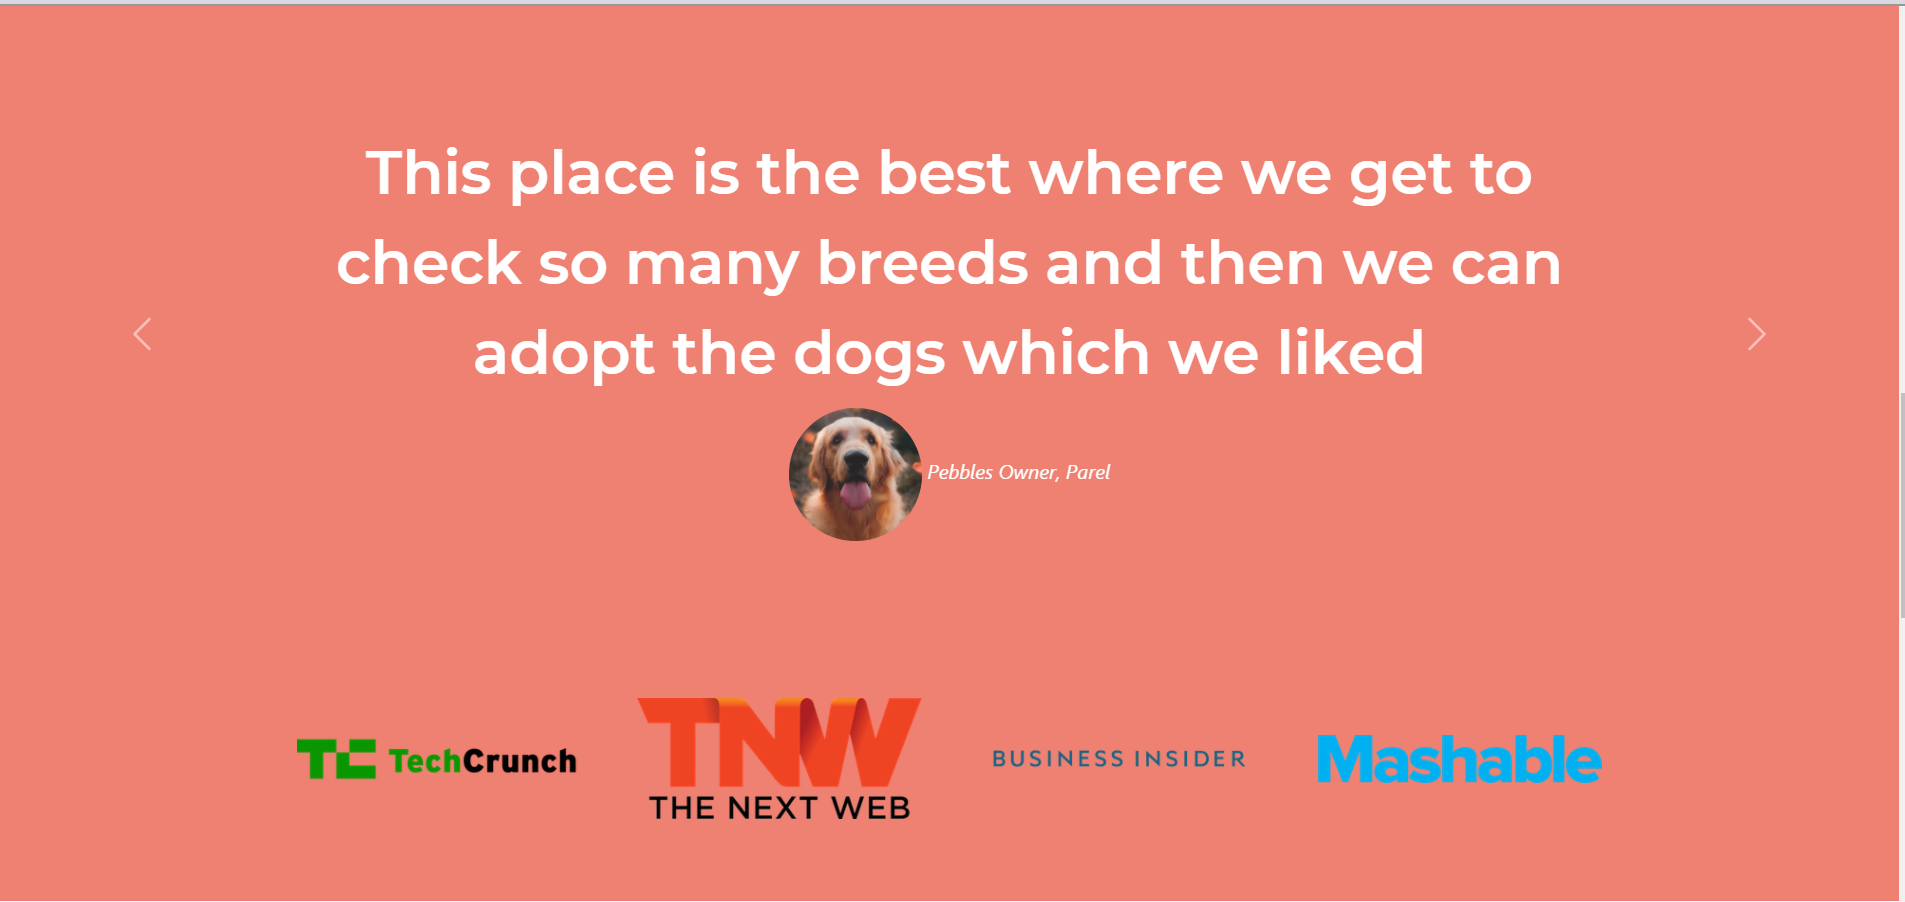 This place is the best where we get to
check so many breeds and then we can
adopt the dogs which we liked
Pebbles Owner, Parel
TC TechCrunch
TNW
THE NEXT WEB
BUSINESS INSIDER
Mashable